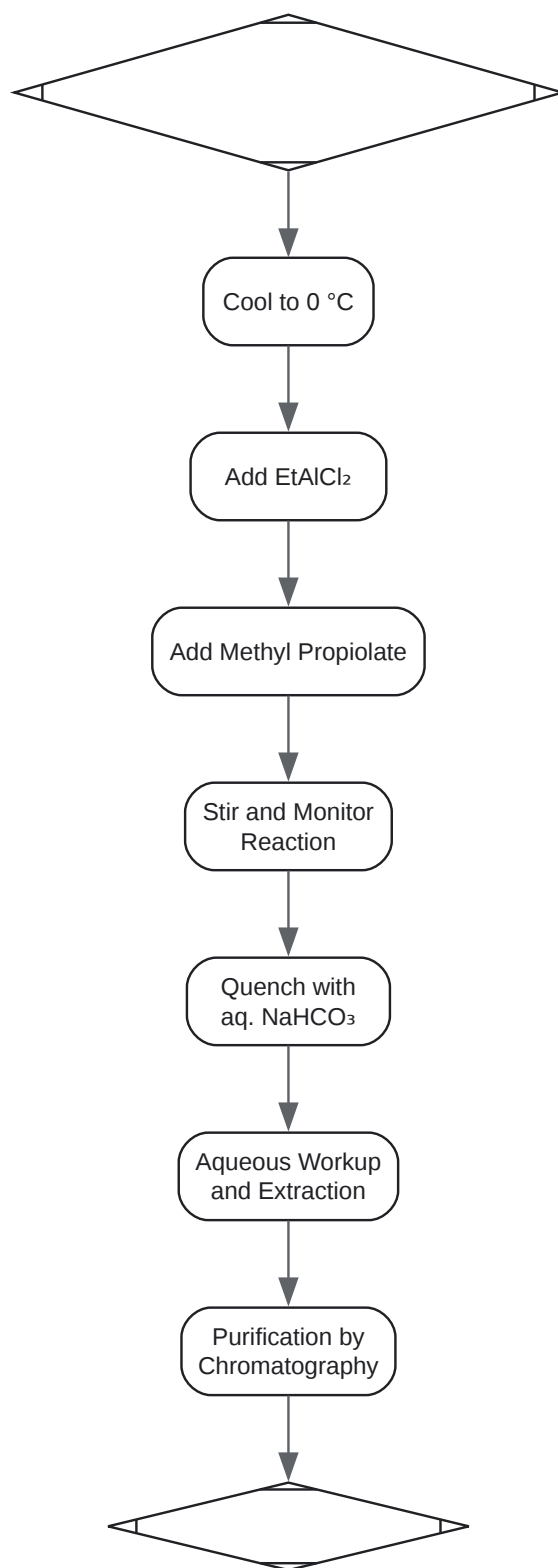 Cool to 0 °C
Add EtAlCl₂
Add Methyl Propiolate
Stir and Monitor
Reaction
Quench with
aq. NaHCO₃
Aqueous Workup
and Extraction
Purification by
Chromatography